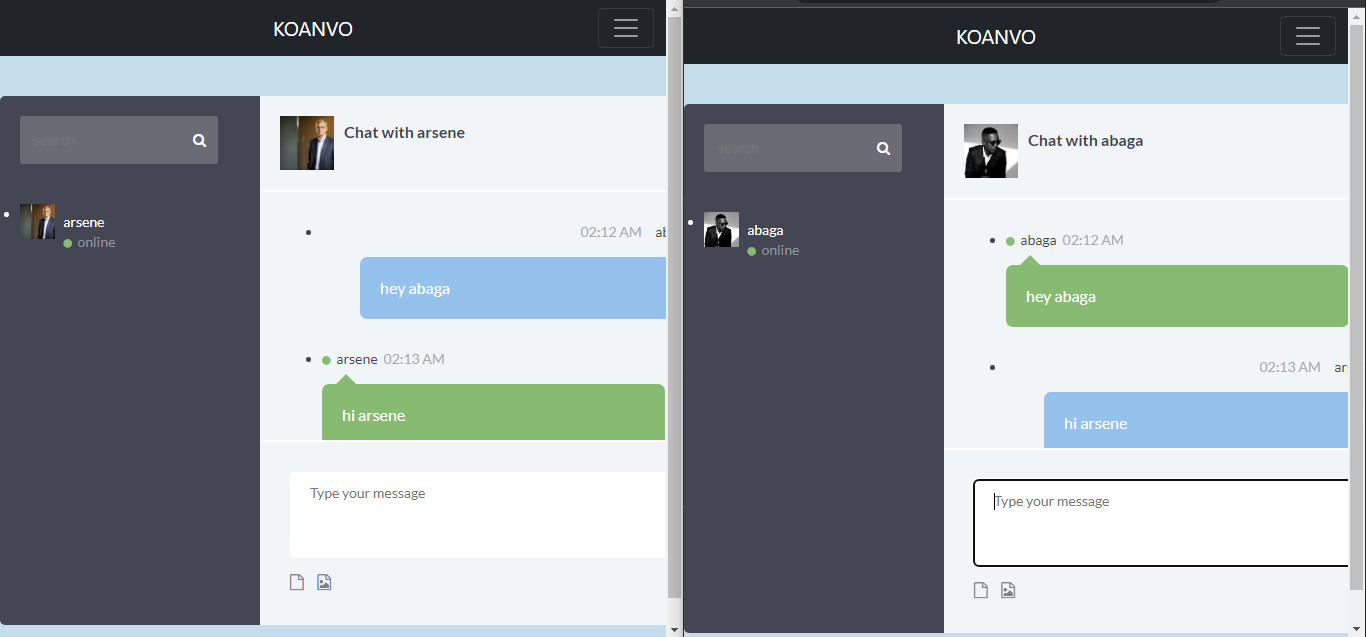 KOANVO
search
Chat with arsene
arsene
online
02:12 AM ab
hey abaga
arsene 02:13 AM
hi arsene
Type your message
KOANVO
search
Chat with abaga
abaga
online
abaga 02:12 AM
hey abaga
02:13 AM ar
hi arsene
Type your message